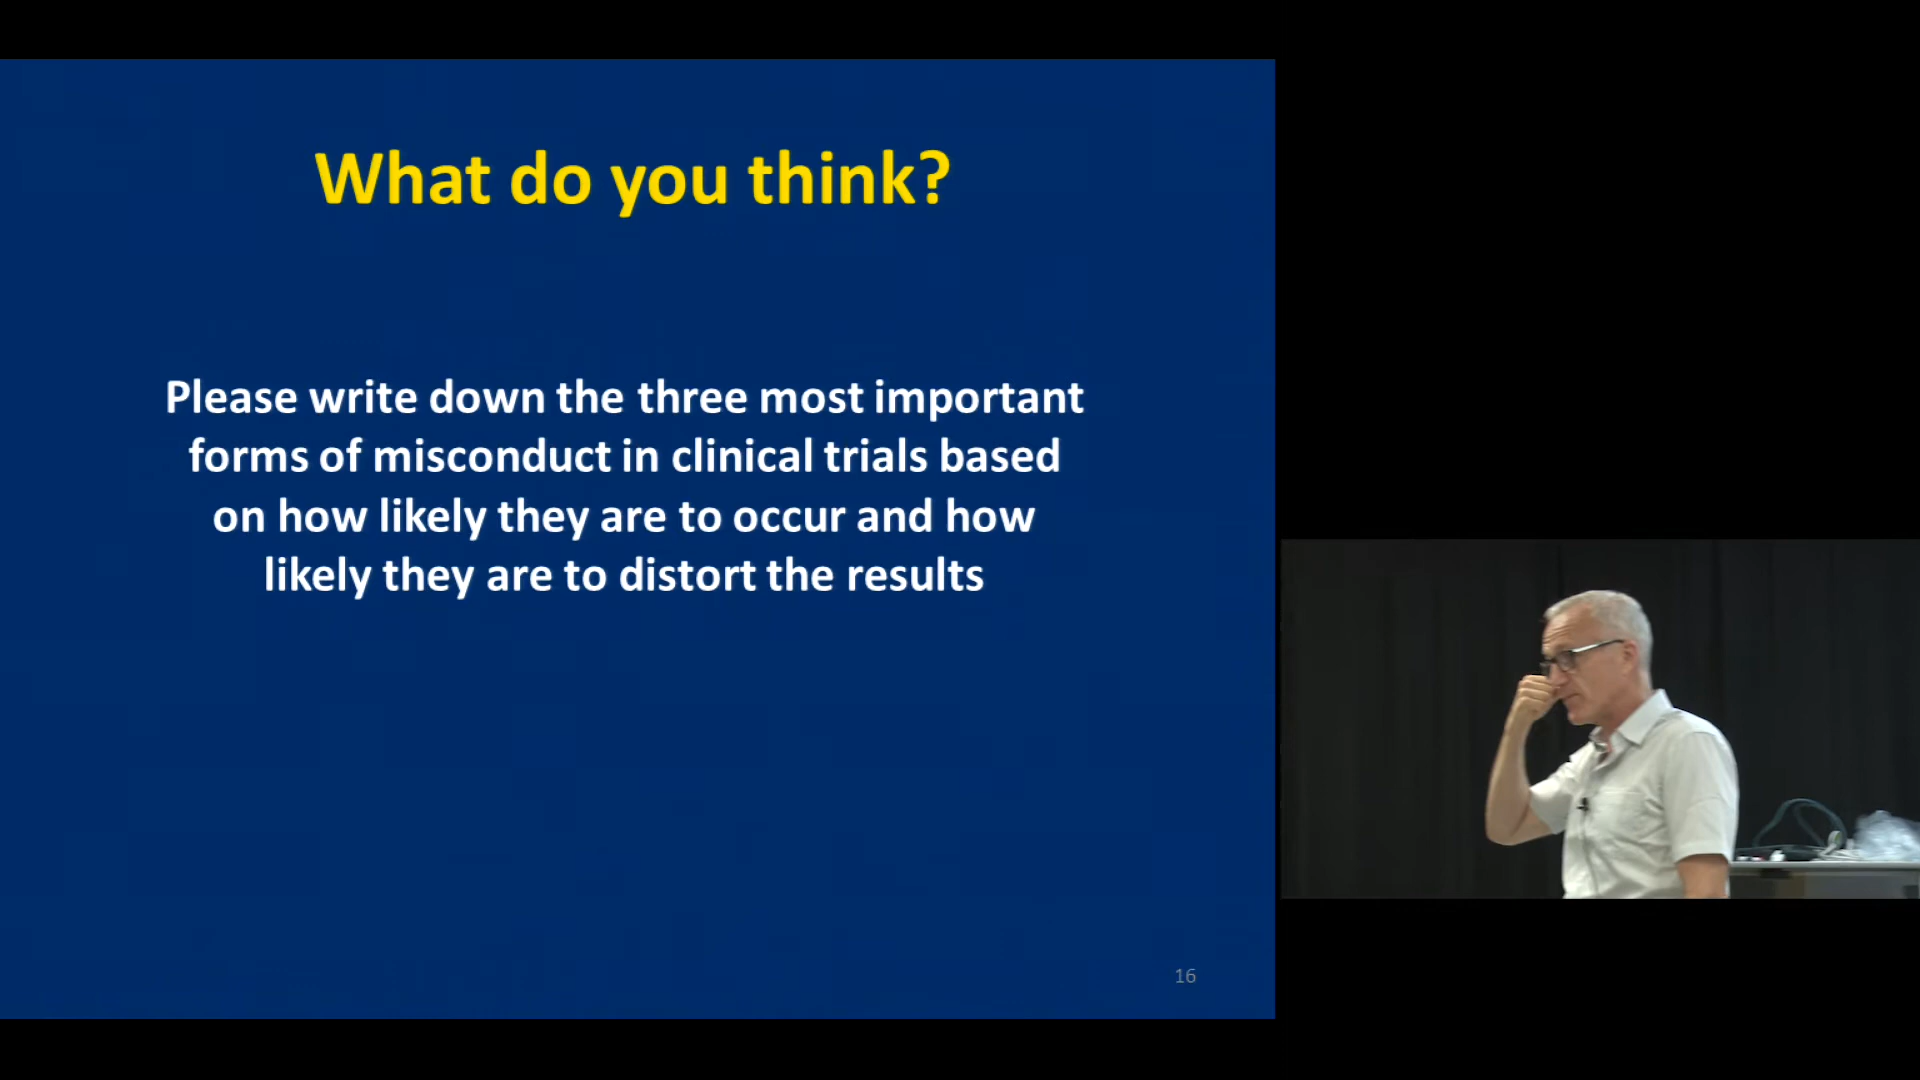 What do you think?
Please write down the three most important
forms of misconduct in clinical trials based
on how likely they are to occur and how
likely they are to distort the results
16